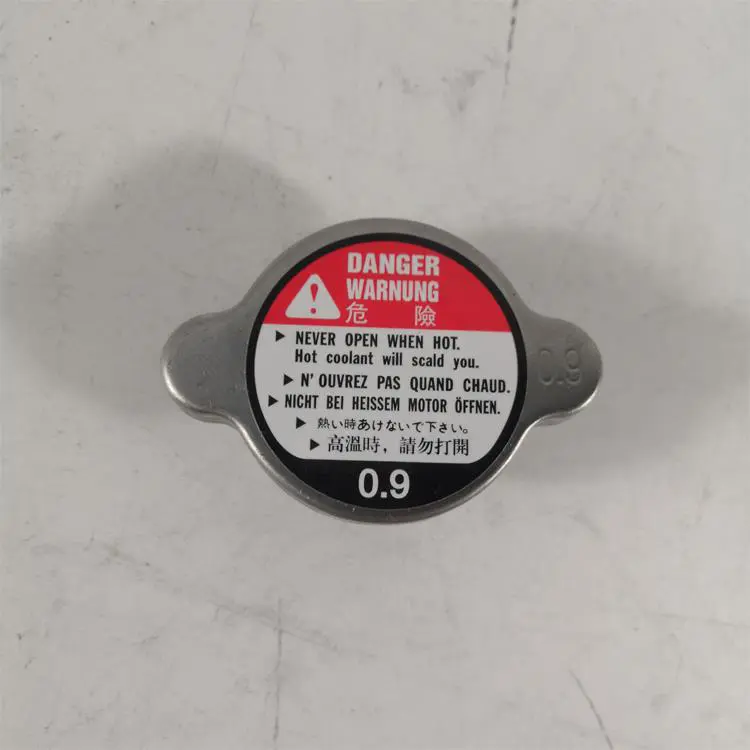 DANGER
WARNUNG
危 險
NEVER OPEN WHEN HOT.
Hot coolant will scald you.
N'OUVREZ PAS QUAND CHAUD.
NICHT BEI HEISSEM MOTOR ÖFFNEN.
熱い時あけないで下さい。
高溫時，請勿打開
0.9
0.9